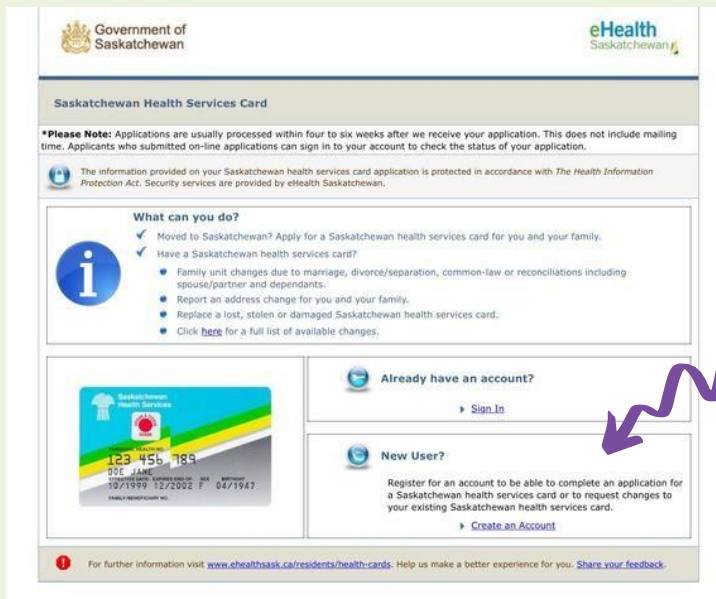 Government of
Saskatchewan
eHealth
Saskatchewan
Saskatchewan Health Services Card
*Please Note: Applications are usually processed within four to six weeks after we receive your application. This does not include mailing
time. Applicants who submitted on-line applications can sign in to your account to check the status of your application.
The information provided on your Saskatchewan health services card application is protected in accordance with The Health Information
Protection Act. Security services are provided by eHealth Saskatchewan.
What can you do?
Moved to Saskatchewan? Apply for a Saskatchewan health services card for you and your family.
Have a Saskatchewan health services card?
Family unit changes due to marriage, divorce/separation, common-law or reconciliations including
spouse/partner and dependants.
Report an address change for you and your family.
Replace a lost, stolen or damaged Saskatchewan health services card.
Click here for a full list of available changes.
Saskatchewan
Health Services
123 456 789
DOE JANE
10/1999 12/2002 F 04/1947
Already have an account?
Sign In
New User?
Register for an account to be able to complete an application for
a Saskatchewan health services card or to request changes to
your existing Saskatchewan health services card.
Create an Account
For further information visit www.ehealthsask.ca/residents/health-cards. Help us make a better experience for you. Share your feedback.